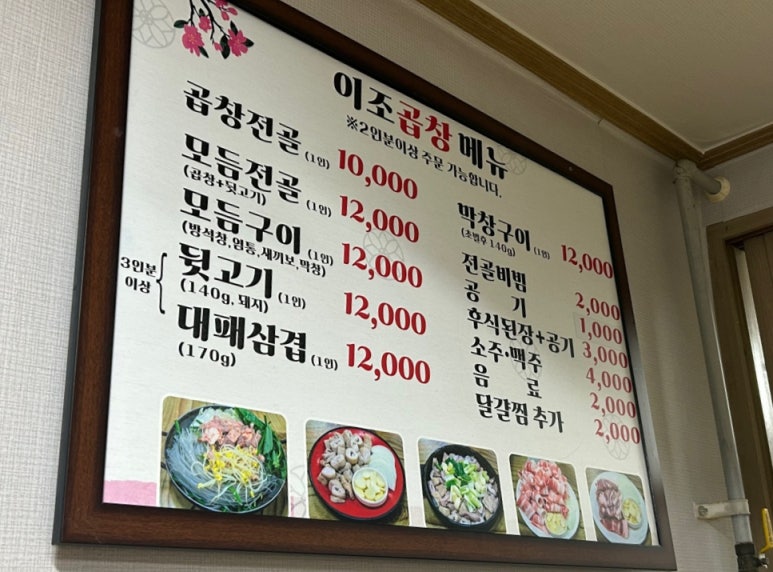 이조곱창 메뉴
※2인분이상 주문 가능합니다.
곱창전골 (1인) 10,000
모듬전골 (1인) 12,000
(곱창+뒷고기)
모듬구이 (1인) 12,000
(방석창,염통,새끼보,막창)
3인분
이상
뒷고기 (1인) 12,000
(140g, 돼지)
대패삼겹 (1인) 12,000
(170g)
막창구이 (1인) 12,000
(초벌후 140g)
전골비빔 2,000
공 기 1,000
후식된장+공기 3,000
소주·맥주 4,000
음 료 2,000
달걀찜 추가 2,000